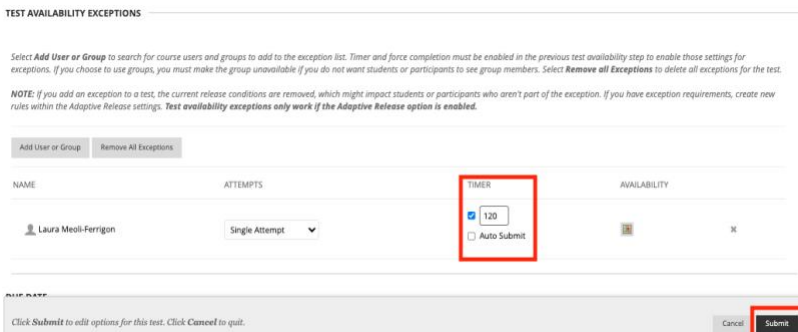 TEST AVAILABILITY EXCEPTIONS
Select Add User or Group to search for course users and groups to add to the exception list. Timer and force completion must be enabled in the previous test availability step to enable those settings for
exceptions. If you choose to use groups, you must make the group unavailable if you do not want students or participants to see group members. Select Remove all Exceptions to delete all exceptions for the test.
NOTE: If you add an exception to a test, the current release conditions are removed, which might impact students or participants who aren't part of the exception. If you have exception requirements, create new
rules within the Adaptive Release settings. Test availability exceptions only work if the Adaptive Release option is enabled.
Add User or Group Remove All Exceptions
NAME ATTEMPTS TIMER AVAILABILITY
Laura Meoli-Ferrigon Single Attempt 120
Auto Submit
DUE DATE
Click Submit to edit options for this test. Click Cancel to quit. Cancel Submit